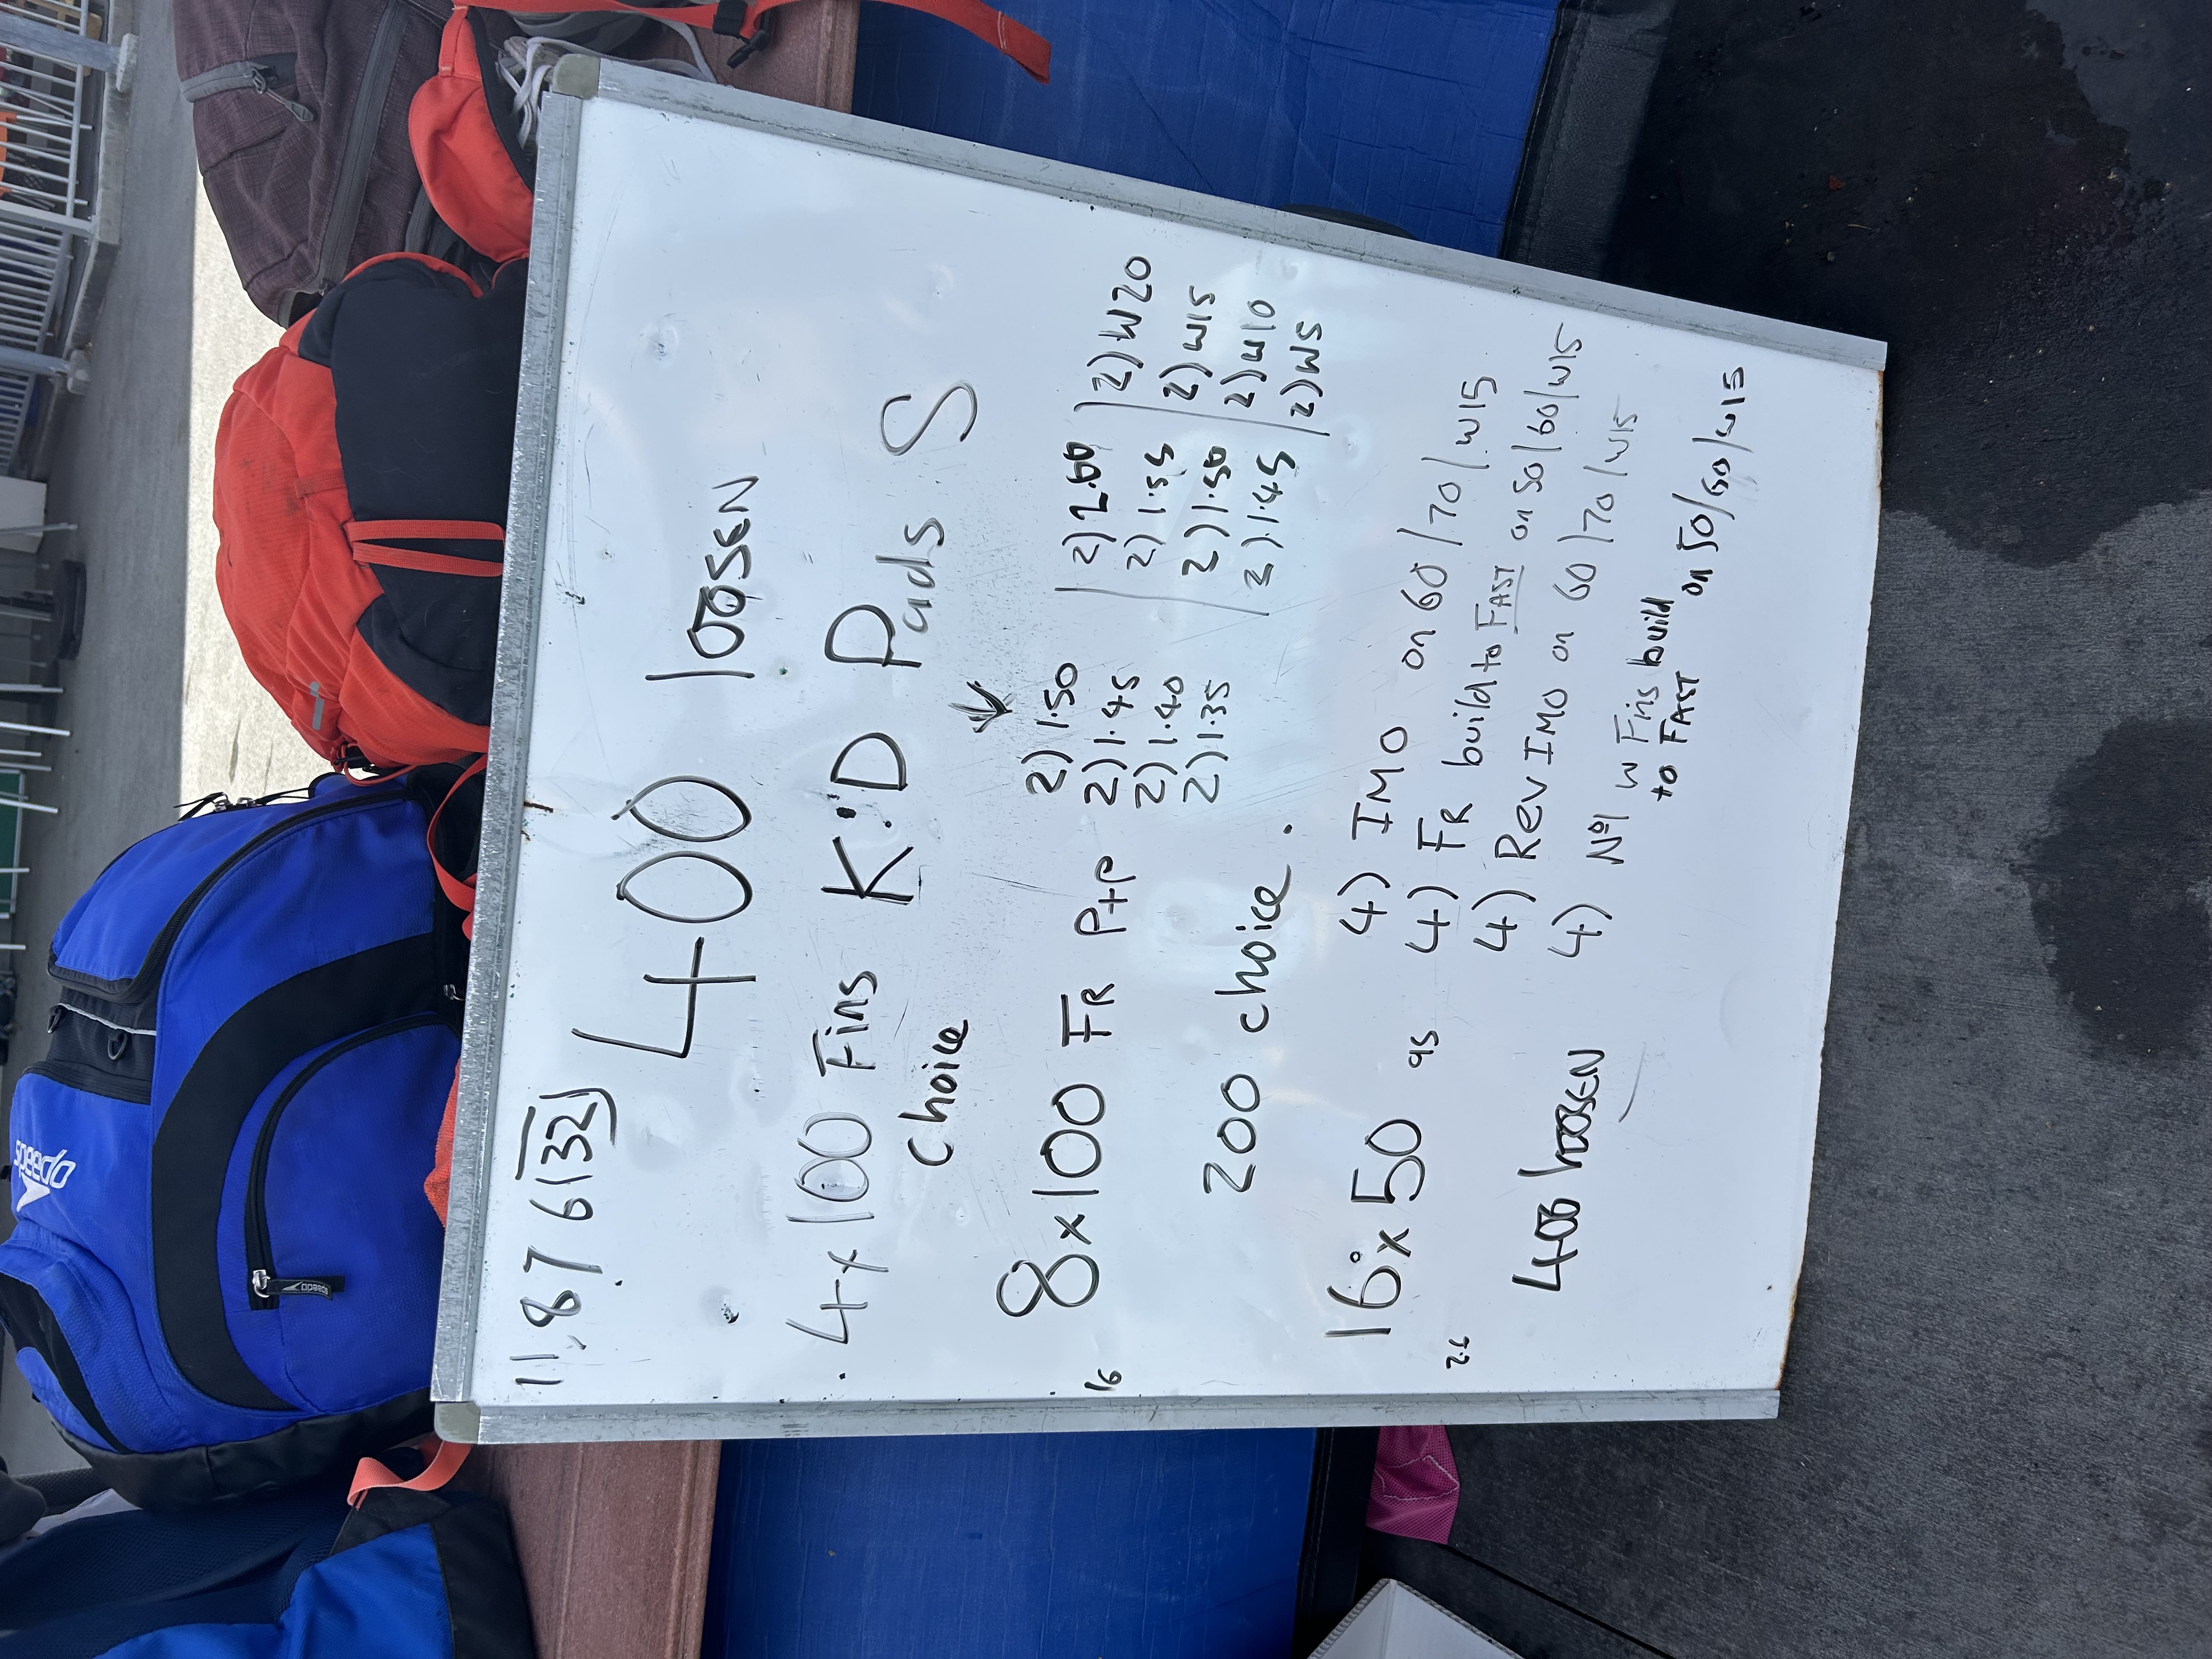 speedo
speedo
11 8 7 6 (32)
400 loosen
4x100 Fins K:D Pads S
Choice
8x100 FR P+P
2) 1.50
2) 1.45
2) 1.40
2) 1.35
2) 2.00
2) 1.55
2) 1.50
2) 1.45
2) W20
2) W15
2) W10
2) W5
16
200 choice.
16x50 as
4) IMO on 60/70/W15
4) FR build to FAST on 50/60/W15
4) Rev IMO on 60/70/W15
4) Nº1 w Fins build
to FAST on 50/60/W15
400 loosen